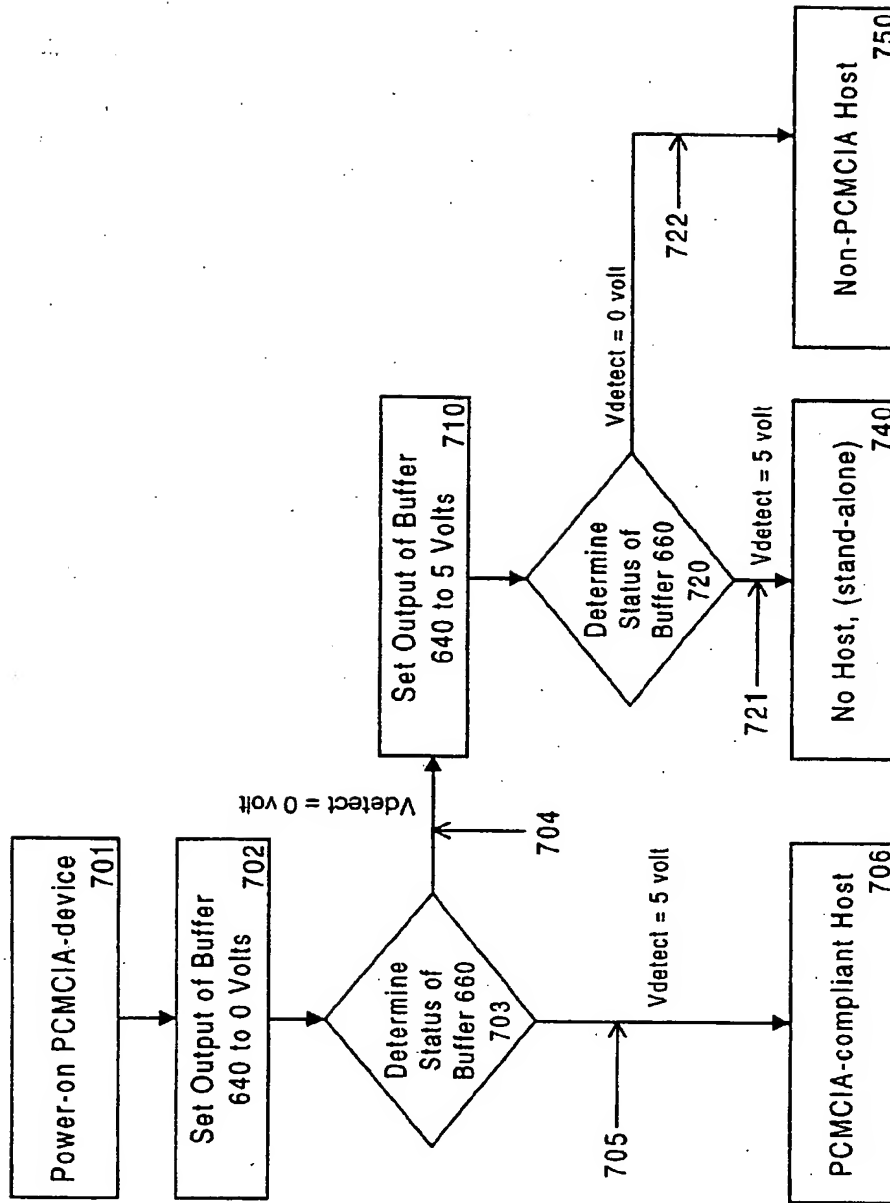 Power-on PCMCIA-device
701
Set Output of Buffer
640 to 0 Volts
702
Determine
Status of
Buffer 660
703
Vdetect = 0 volt
704
705
Vdetect = 5 volt
PCMCIA-compliant Host
706
Set Output of Buffer
640 to 5 Volts
710
Determine
Status of
Buffer 660
720
Vdetect = 0 volt
722
721
Vdetect = 5 volt
No Host, (stand-alone)
740
Non-PCMCIA Host
750